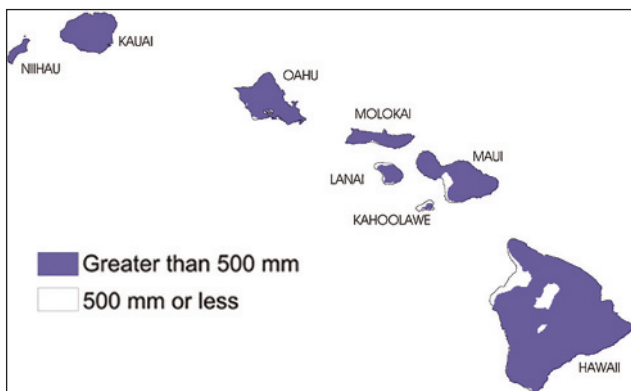 KAUAI
NIIHAU
OAHU
MOLOKAI
MAUI
LANAI
KAHOOLAWE
Greater than 500 mm
500 mm or less
HAWAII